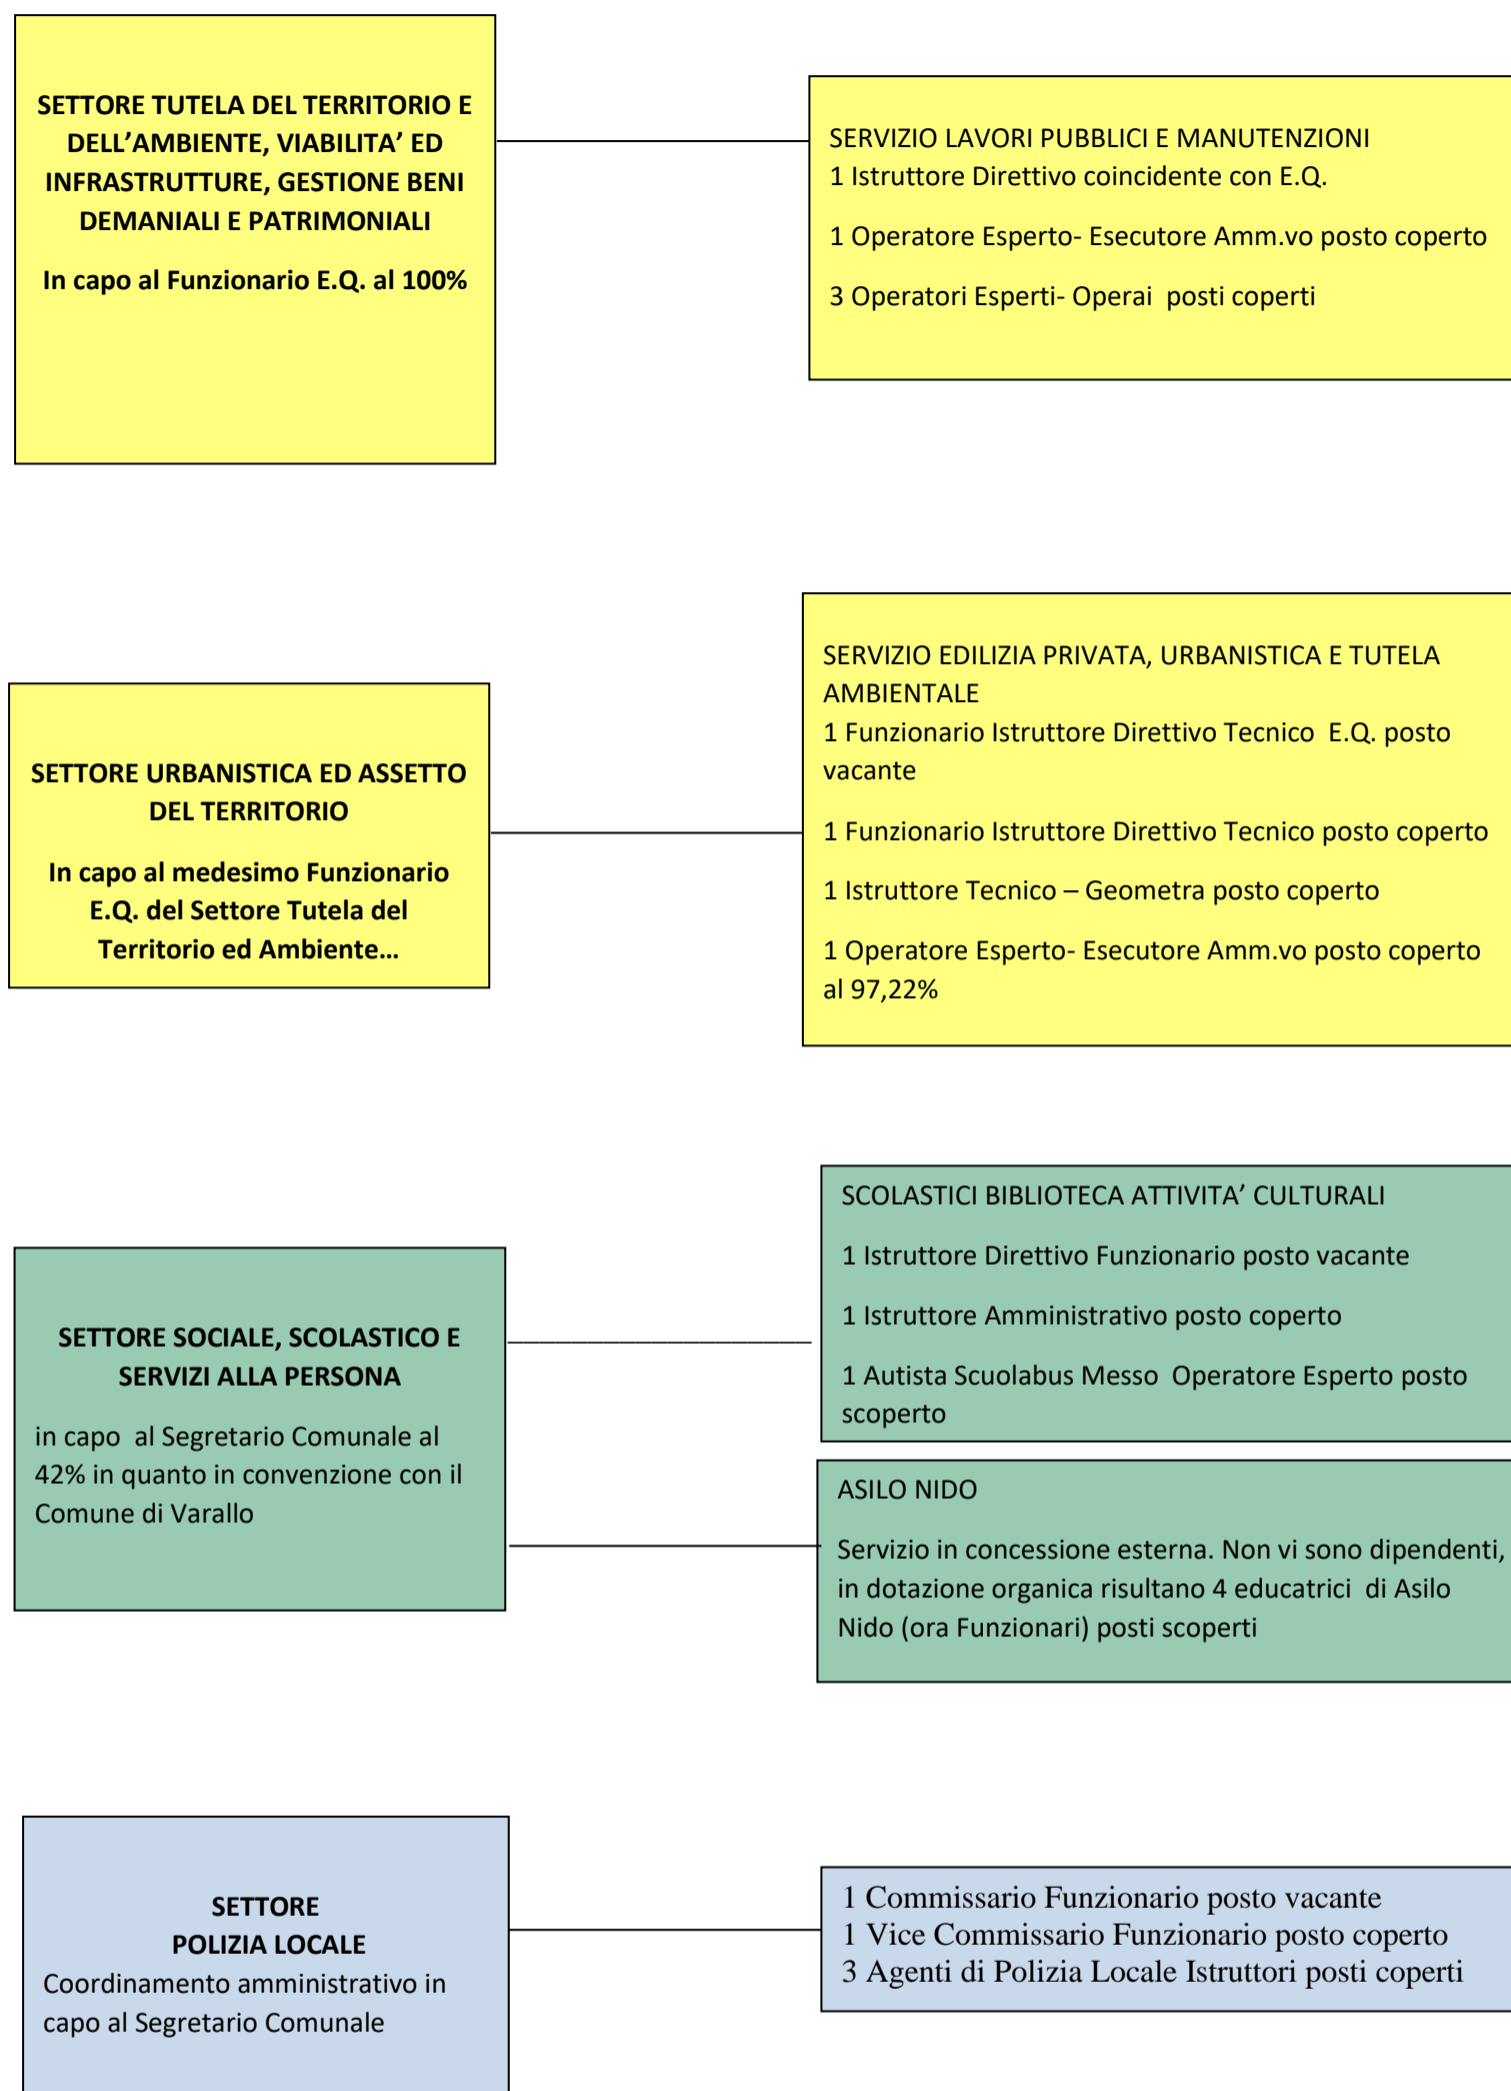 SETTORE TUTELA DEL TERRITORIO E
DELL’AMBIENTE, VIABILITA’ ED
INFRASTRUTTURE, GESTIONE BENI
DEMANIALI E PATRIMONIALI
In capo al Funzionario E.Q. al 100%
SERVIZIO LAVORI PUBBLICI E MANUTENZIONI
1 Istruttore Direttivo coincidente con E.Q.
1 Operatore Esperto- Esecutore Amm.vo posto coperto
3 Operatori Esperti- Operai  posti coperti
SETTORE URBANISTICA ED ASSETTO
DEL TERRITORIO
In capo al medesimo Funzionario
E.Q. del Settore Tutela del
Territorio ed Ambiente…
SERVIZIO EDILIZIA PRIVATA, URBANISTICA E TUTELA
AMBIENTALE
1 Funzionario Istruttore Direttivo Tecnico  E.Q. posto
vacante
1 Funzionario Istruttore Direttivo Tecnico posto coperto
1 Istruttore Tecnico – Geometra posto coperto
1 Operatore Esperto- Esecutore Amm.vo posto coperto
al 97,22%
SETTORE SOCIALE, SCOLASTICO E
SERVIZI ALLA PERSONA
in capo  al Segretario Comunale al
42% in quanto in convenzione con il
Comune di Varallo
SCOLASTICI BIBLIOTECA ATTIVITA’ CULTURALI
1 Istruttore Direttivo Funzionario posto vacante
1 Istruttore Amministrativo posto coperto
1 Autista Scuolabus Messo  Operatore Esperto posto
scoperto
ASILO NIDO
Servizio in concessione esterna. Non vi sono dipendenti,
in dotazione organica risultano 4 educatrici  di Asilo
Nido (ora Funzionari) posti scoperti
SETTORE
POLIZIA LOCALE
Coordinamento amministrativo in
capo al Segretario Comunale
1 Commissario Funzionario posto vacante
1 Vice Commissario Funzionario posto coperto
3 Agenti di Polizia Locale Istruttori posti coperti